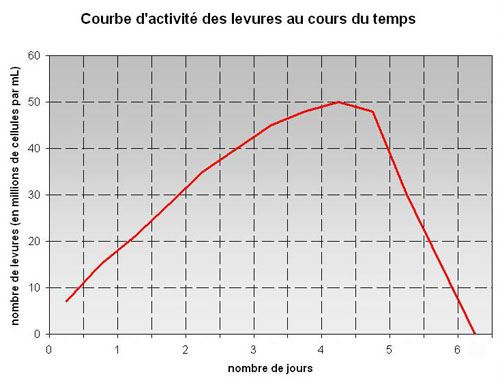 Courbe d'activité des levures au cours du temps
nombre de levures (en millions de cellules par mL)
60
50
40
30
20
10
0
0 1 2 3 4 5 6
nombre de jours